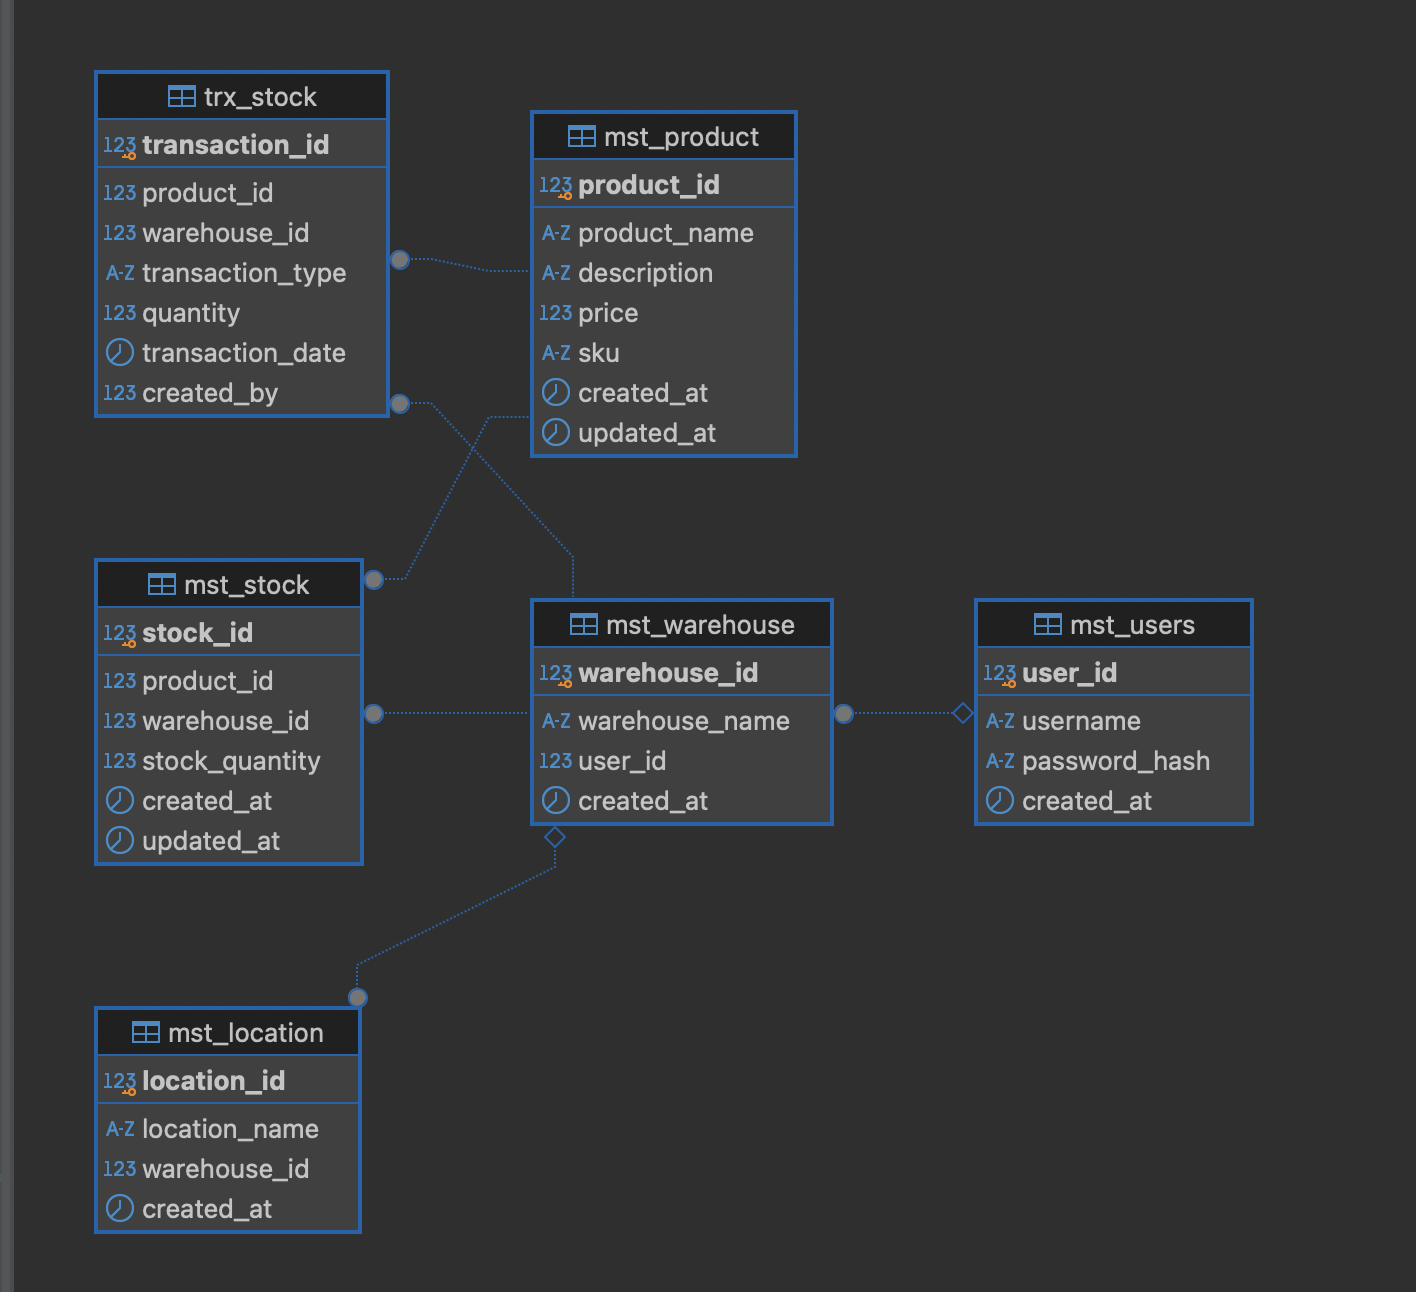 trx_stock
123 transaction_id
123 product_id
123 warehouse_id
A-Z transaction_type
123 quantity
transaction_date
123 created_by
mst_product
123 product_id
A-Z product_name
A-Z description
123 price
A-Z sku
created_at
updated_at
mst_stock
123 stock_id
123 product_id
123 warehouse_id
123 stock_quantity
created_at
updated_at
mst_warehouse
123 warehouse_id
A-Z warehouse_name
123 user_id
created_at
mst_users
123 user_id
A-Z username
A-Z password_hash
created_at
mst_location
123 location_id
A-Z location_name
123 warehouse_id
created_at